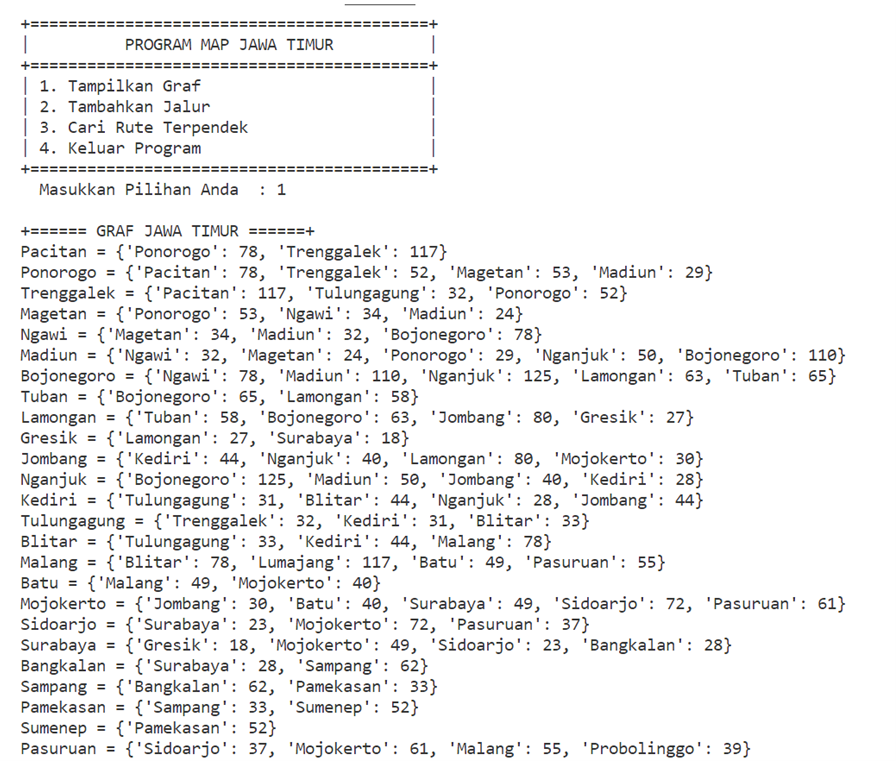 +==========================================+
|          PROGRAM MAP JAWA TIMUR          |
+==========================================+
| 1. Tampilkan Graf                        |
| 2. Tambahkan Jalur                       |
| 3. Cari Rute Terpendek                   |
| 4. Keluar Program                        |
+==========================================+
  Masukkan Pilihan Anda  : 1
+====== GRAF JAWA TIMUR ======+
Pacitan = {'Ponorogo': 78, 'Trenggalek': 117}
Ponorogo = {'Pacitan': 78, 'Trenggalek': 52, 'Magetan': 53, 'Madiun': 29}
Trenggalek = {'Pacitan': 117, 'Tulungagung': 32, 'Ponorogo': 52}
Magetan = {'Ponorogo': 53, 'Ngawi': 34, 'Madiun': 24}
Ngawi = {'Magetan': 34, 'Madiun': 32, 'Bojonegoro': 78}
Madiun = {'Ngawi': 32, 'Magetan': 24, 'Ponorogo': 29, 'Nganjuk': 50, 'Bojonegoro': 110}
Bojonegoro = {'Ngawi': 78, 'Madiun': 110, 'Nganjuk': 125, 'Lamongan': 63, 'Tuban': 65}
Tuban = {'Bojonegoro': 65, 'Lamongan': 58}
Lamongan = {'Tuban': 58, 'Bojonegoro': 63, 'Jombang': 80, 'Gresik': 27}
Gresik = {'Lamongan': 27, 'Surabaya': 18}
Jombang = {'Kediri': 44, 'Nganjuk': 40, 'Lamongan': 80, 'Mojokerto': 30}
Nganjuk = {'Bojonegoro': 125, 'Madiun': 50, 'Jombang': 40, 'Kediri': 28}
Kediri = {'Tulungagung': 31, 'Blitar': 44, 'Nganjuk': 28, 'Jombang': 44}
Tulungagung = {'Trenggalek': 32, 'Kediri': 31, 'Blitar': 33}
Blitar = {'Tulungagung': 33, 'Kediri': 44, 'Malang': 78}
Malang = {'Blitar': 78, 'Lumajang': 117, 'Batu': 49, 'Pasuruan': 55}
Batu = {'Malang': 49, 'Mojokerto': 40}
Mojokerto = {'Jombang': 30, 'Batu': 40, 'Surabaya': 49, 'Sidoarjo': 72, 'Pasuruan': 61}
Sidoarjo = {'Surabaya': 23, 'Mojokerto': 72, 'Pasuruan': 37}
Surabaya = {'Gresik': 18, 'Mojokerto': 49, 'Sidoarjo': 23, 'Bangkalan': 28}
Bangkalan = {'Surabaya': 28, 'Sampang': 62}
Sampang = {'Bangkalan': 62, 'Pamekasan': 33}
Pamekasan = {'Sampang': 33, 'Sumenep': 52}
Sumenep = {'Pamekasan': 52}
Pasuruan = {'Sidoarjo': 37, 'Mojokerto': 61, 'Malang': 55, 'Probolinggo': 39}